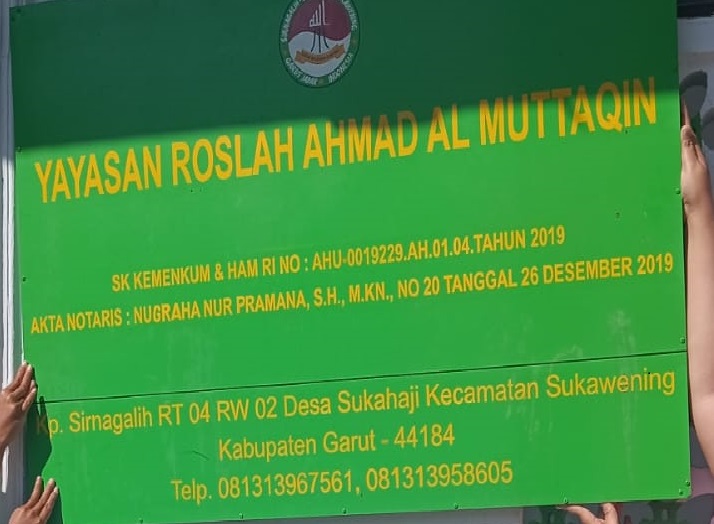 YAYASAN ROSLAH AHMAD AL MUTTAQIN
SK KEMENKUM & HAM RI NO : AHU-0019229.AH.01.04.TAHUN 2019
AKTA NOTARIS : NUGRAHA NUR PRAMANA, S.H., M.KN., NO 20 TANGGAL 26 DESEMBER 2019
Kp. Sirnagalih RT 04 RW 02 Desa Sukahaji Kecamatan Sukawening
Kabupaten Garut - 44184
Telp. 081313967561, 081313958605